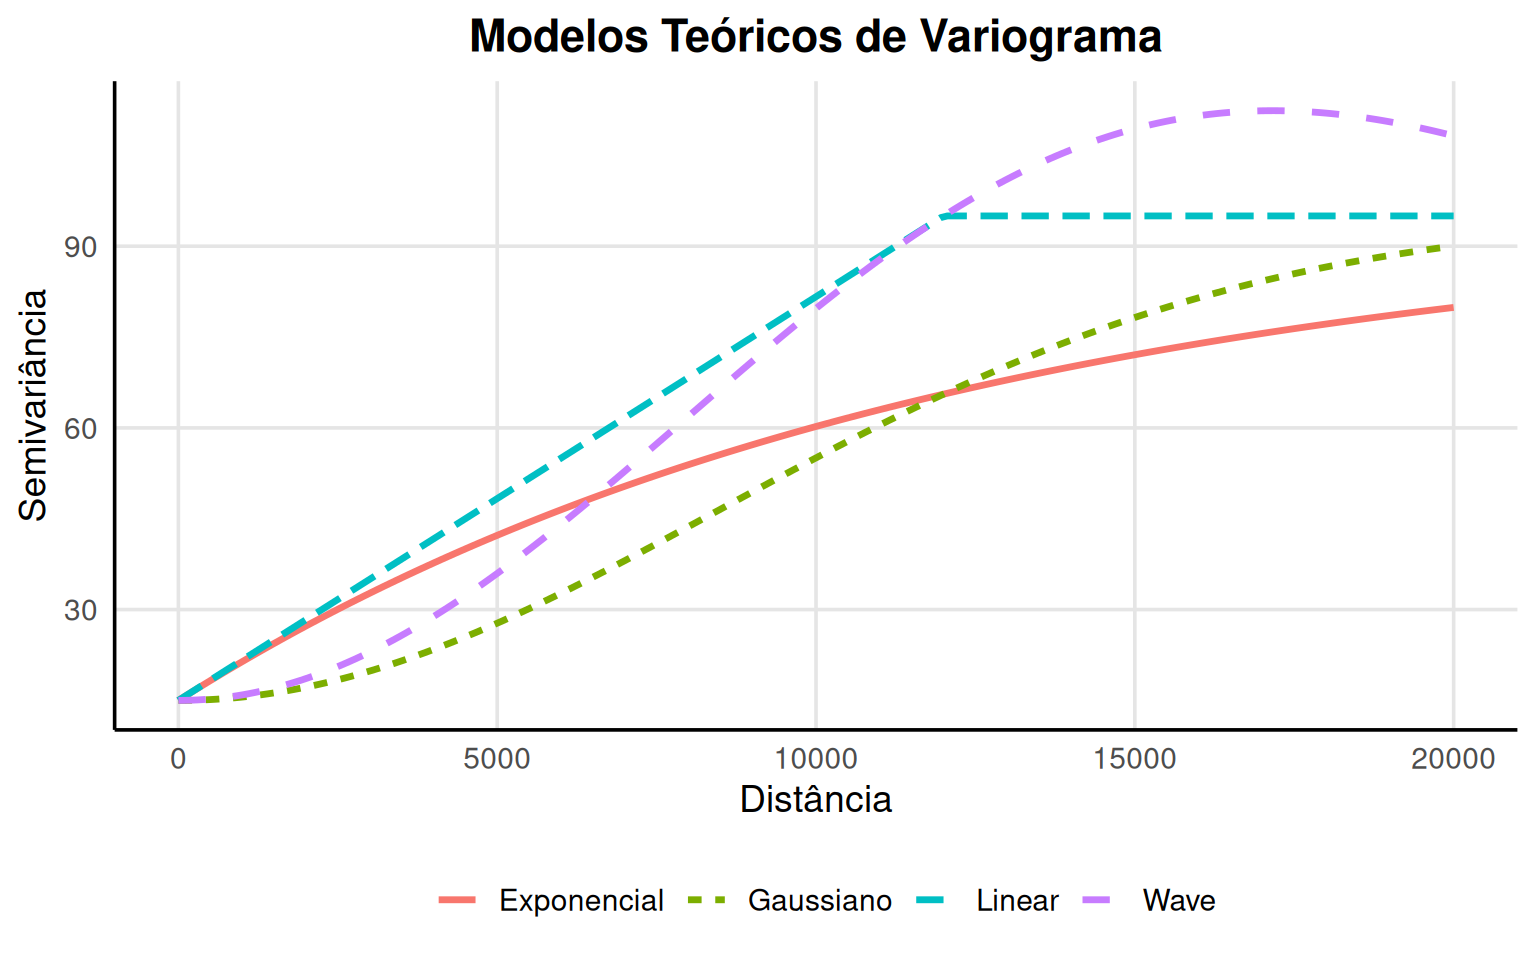 Modelos Teóricos de Variograma
Semivariância
90
60
30
0 5000 10000 15000 20000
Distância
Exponencial Gaussiano Linear Wave